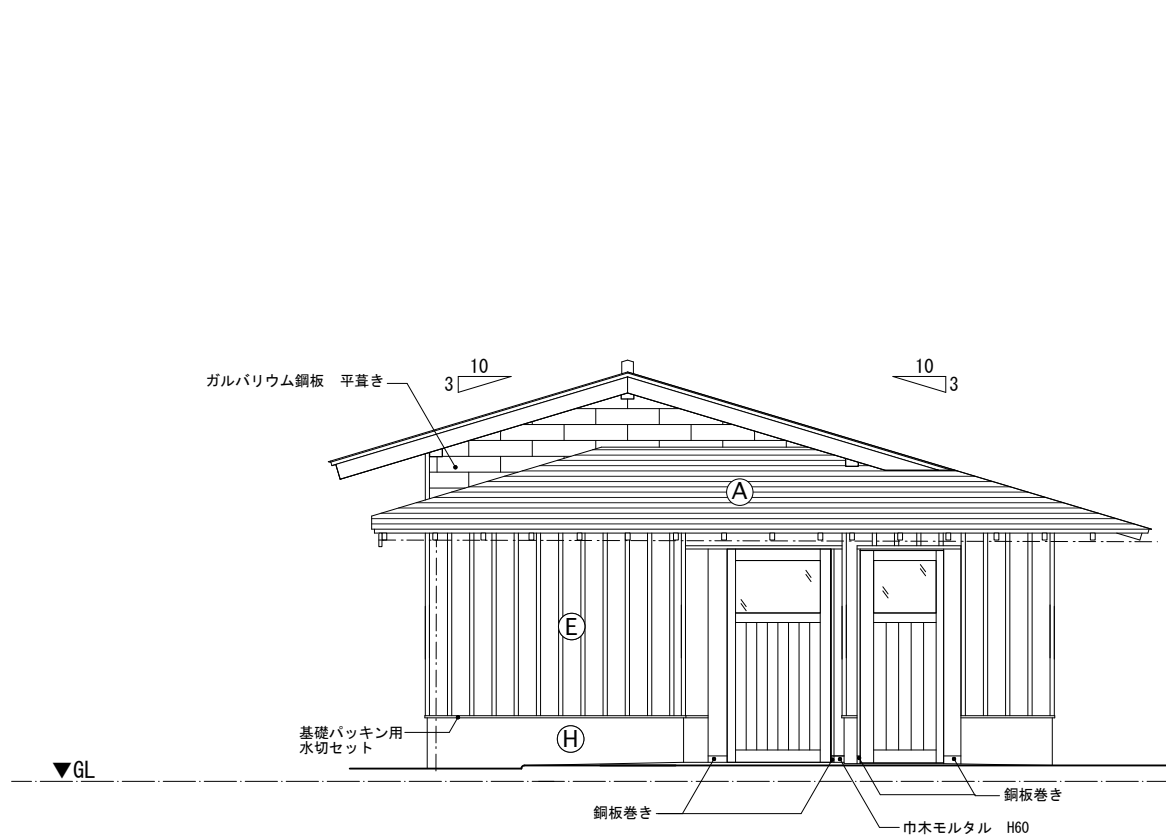 10
3
10
3
ガルバリウム鋼板　平葺き
A
E
基礎パッキン用
水切セット
H
▼GL
銅板巻き
銅板巻き
巾木モルタル　H60